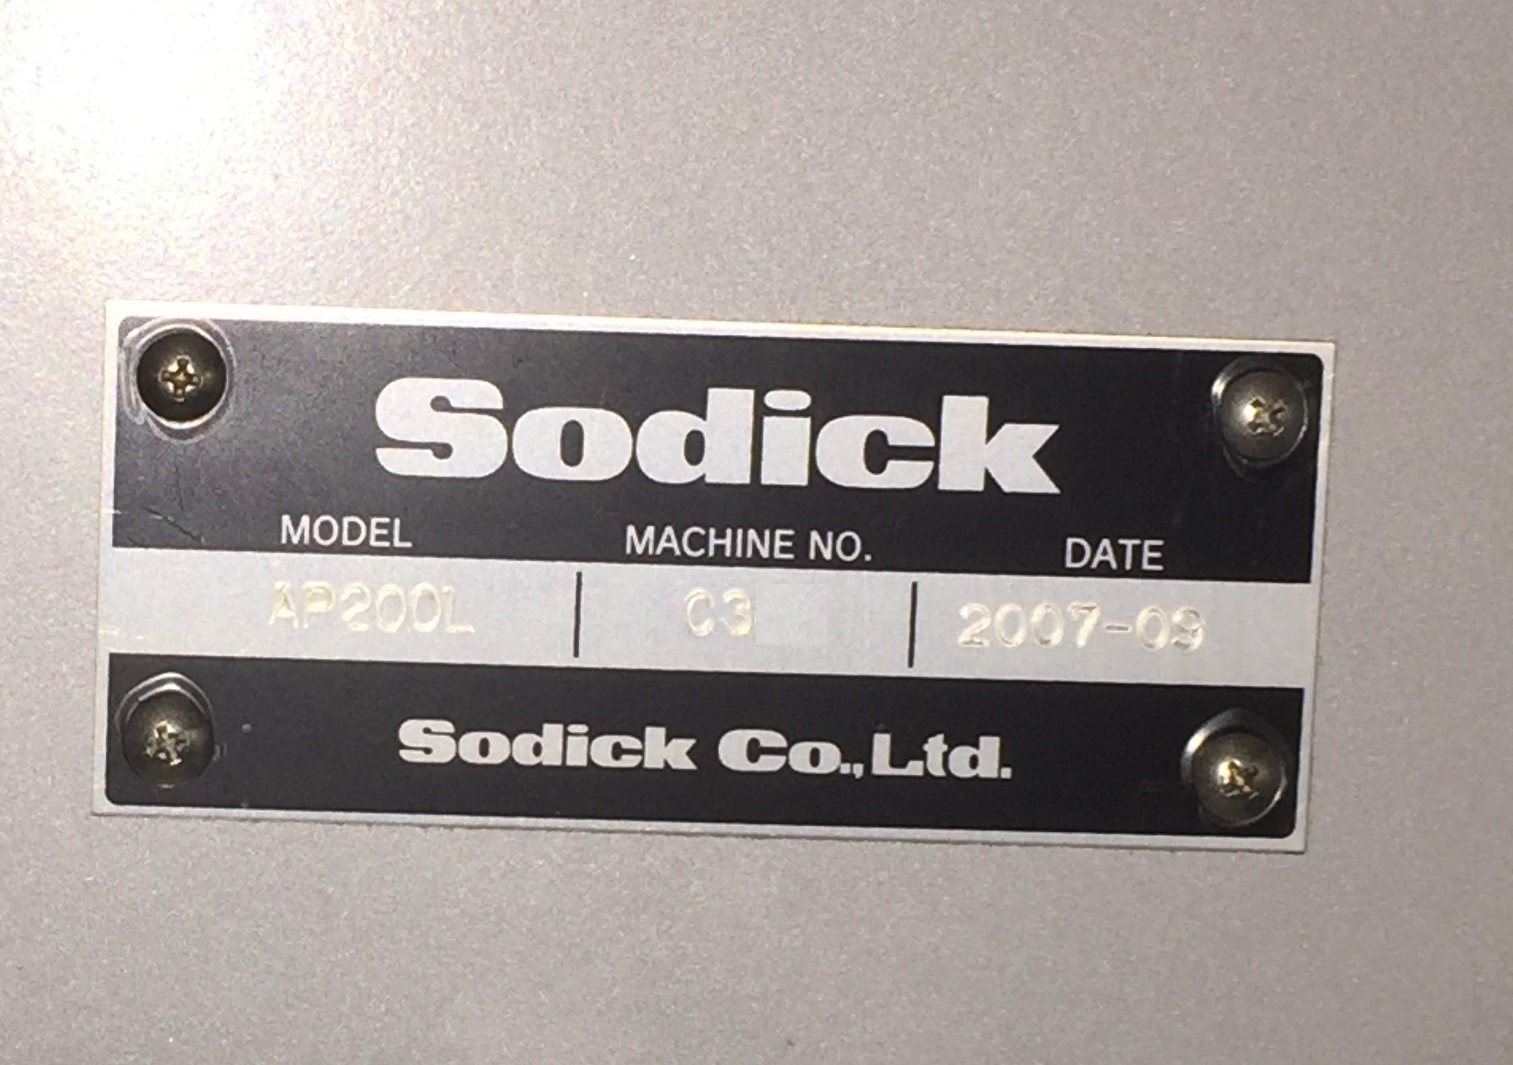 Sodick
MODEL MACHINE NO. DATE
AP200L C3 2007-09
Sodick Co.,Ltd.